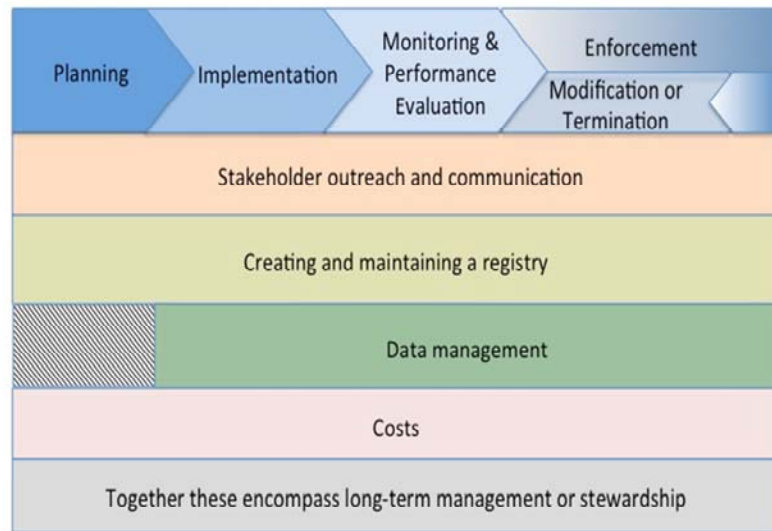 Planning
Implementation
Monitoring &
Performance
Evaluation
Enforcement
Modification or
Termination
Stakeholder outreach and communication
Creating and maintaining a registry
Data management
Costs
Together these encompass long-term management or stewardship